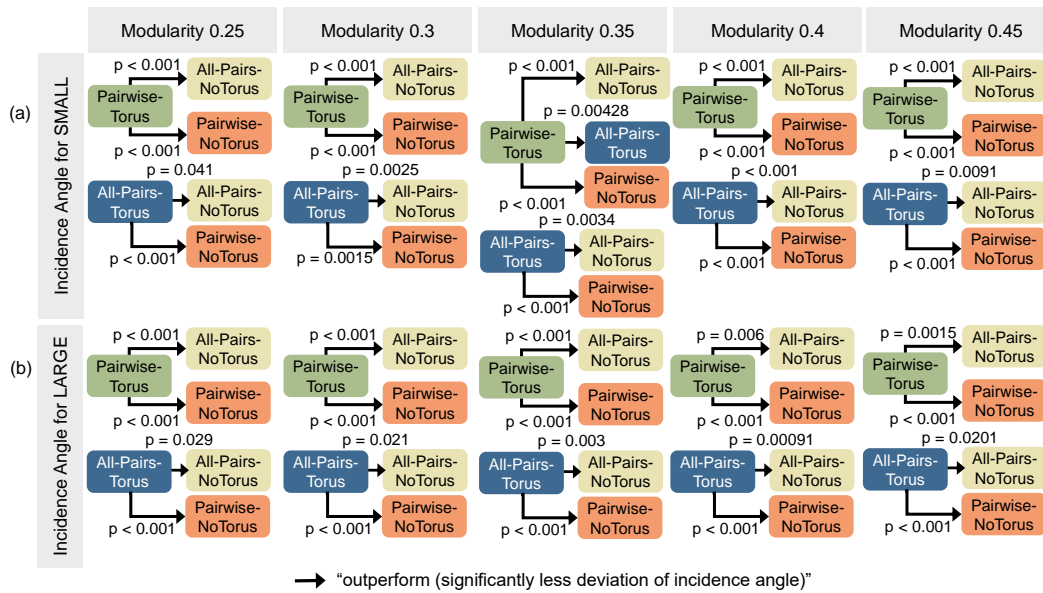 Modularity 0.25
Modularity 0.3
Modularity 0.35
Modularity 0.4
Modularity 0.45
(a)
Incidence Angle for SMALL
p < 0.001
All-Pairs-
NoTorus
Pairwise-
Torus
Pairwise-
NoTorus
p < 0.001
p = 0.041
All-Pairs-
Torus
All-Pairs-
NoTorus
Pairwise-
NoTorus
p < 0.001
p < 0.001
All-Pairs-
NoTorus
Pairwise-
Torus
Pairwise-
NoTorus
p < 0.001
p = 0.0025
All-Pairs-
Torus
All-Pairs-
NoTorus
Pairwise-
NoTorus
p = 0.0015
p < 0.001
All-Pairs-
NoTorus
p = 0.00428
Pairwise-
Torus
All-Pairs-
Torus
Pairwise-
NoTorus
p < 0.001
p = 0.0034
All-Pairs-
Torus
All-Pairs-
NoTorus
Pairwise-
NoTorus
p < 0.001
p < 0.001
All-Pairs-
NoTorus
Pairwise-
Torus
Pairwise-
NoTorus
p < 0.001
p < 0.001
All-Pairs-
Torus
All-Pairs-
NoTorus
Pairwise-
NoTorus
p < 0.001
p < 0.001
All-Pairs-
NoTorus
Pairwise-
Torus
Pairwise-
NoTorus
p < 0.001
p = 0.0091
All-Pairs-
Torus
All-Pairs-
NoTorus
Pairwise-
NoTorus
p < 0.001
(b)
Incidence Angle for LARGE
p < 0.001
All-Pairs-
NoTorus
Pairwise-
Torus
Pairwise-
NoTorus
p < 0.001
p = 0.029
All-Pairs-
Torus
All-Pairs-
NoTorus
Pairwise-
NoTorus
p < 0.001
p < 0.001
All-Pairs-
NoTorus
Pairwise-
Torus
Pairwise-
NoTorus
p < 0.001
p = 0.021
All-Pairs-
Torus
All-Pairs-
NoTorus
Pairwise-
NoTorus
p < 0.001
p < 0.001
All-Pairs-
NoTorus
Pairwise-
Torus
Pairwise-
NoTorus
p < 0.001
p = 0.003
All-Pairs-
Torus
All-Pairs-
NoTorus
Pairwise-
NoTorus
p < 0.001
p = 0.006
All-Pairs-
NoTorus
Pairwise-
Torus
Pairwise-
NoTorus
p < 0.001
p = 0.00091
All-Pairs-
Torus
All-Pairs-
NoTorus
Pairwise-
NoTorus
p < 0.001
p = 0.0015
All-Pairs-
NoTorus
Pairwise-
Torus
Pairwise-
NoTorus
p < 0.001
p = 0.0201
All-Pairs-
Torus
All-Pairs-
NoTorus
Pairwise-
NoTorus
p < 0.001
“outperform (significantly less deviation of incidence angle)”